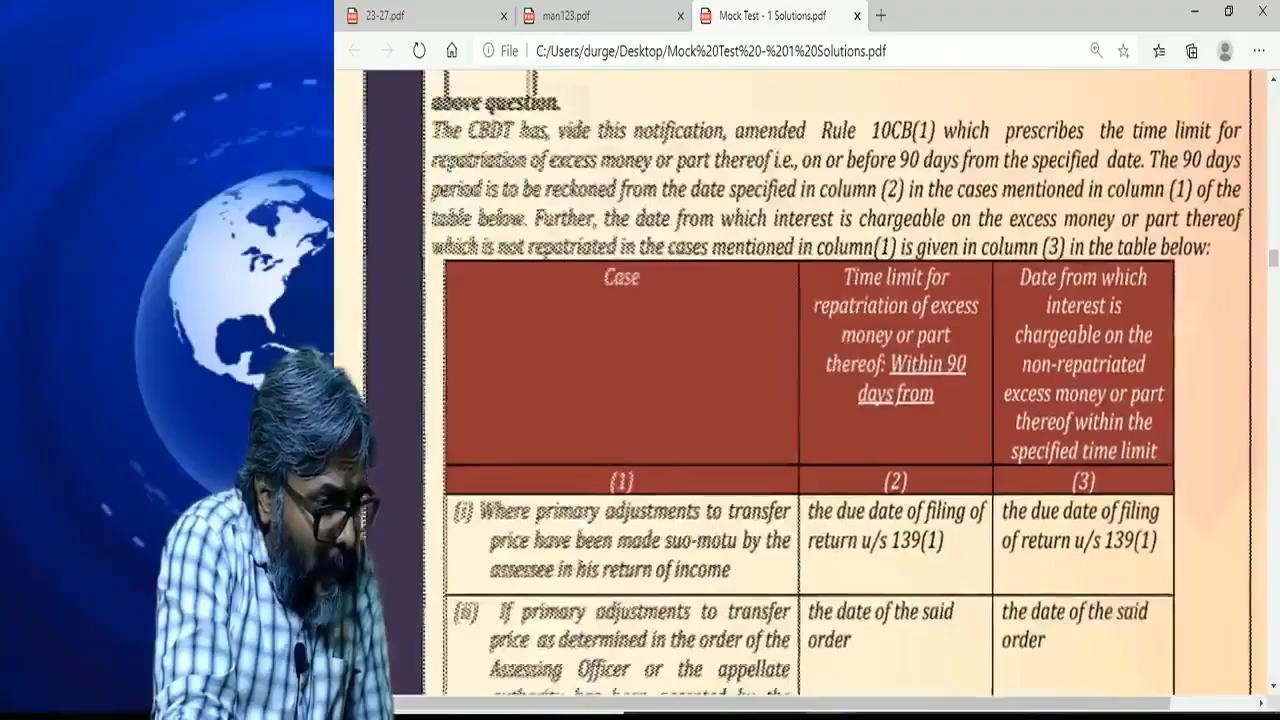 23-27.pdf
man123.pdf
Mock Test - 1 Solutions.pdf
File
C:/Users/durge/Desktop/Mock%20Test%20-%201%20Solutions.pdf
above question.
The CBDT has, vide this notification, amended Rule 10CB(1) which prescribes the time limit for
repatriation of excess money or part thereof i.e., on or before 90 days from the specified date. The 90 days
period is to be reckoned from the date specified in column (2) in the cases mentioned in column (1) of the
table below. Further, the date from which interest is chargeable on the excess money or part thereof
which is not repatriated in the cases mentioned in column(1) is given in column (3) in the table below:
Case
Time limit for
repatriation of excess
money or part
thereof: Within 90
days from
Date from which
interest is
chargeable on the
non-repatriated
excess money or part
thereof within the
specified time limit
(1)
(2)
(3)
(i) Where primary adjustments to transfer
price have been made suo-motu by the
assessee in his return of income
the due date of filing of
return u/s 139(1)
the due date of filing
of return u/s 139(1)
(ii) If primary adjustments to transfer
price as determined in the order of the
Assessing Officer or the appellate
the date of the said
order
the date of the said
order